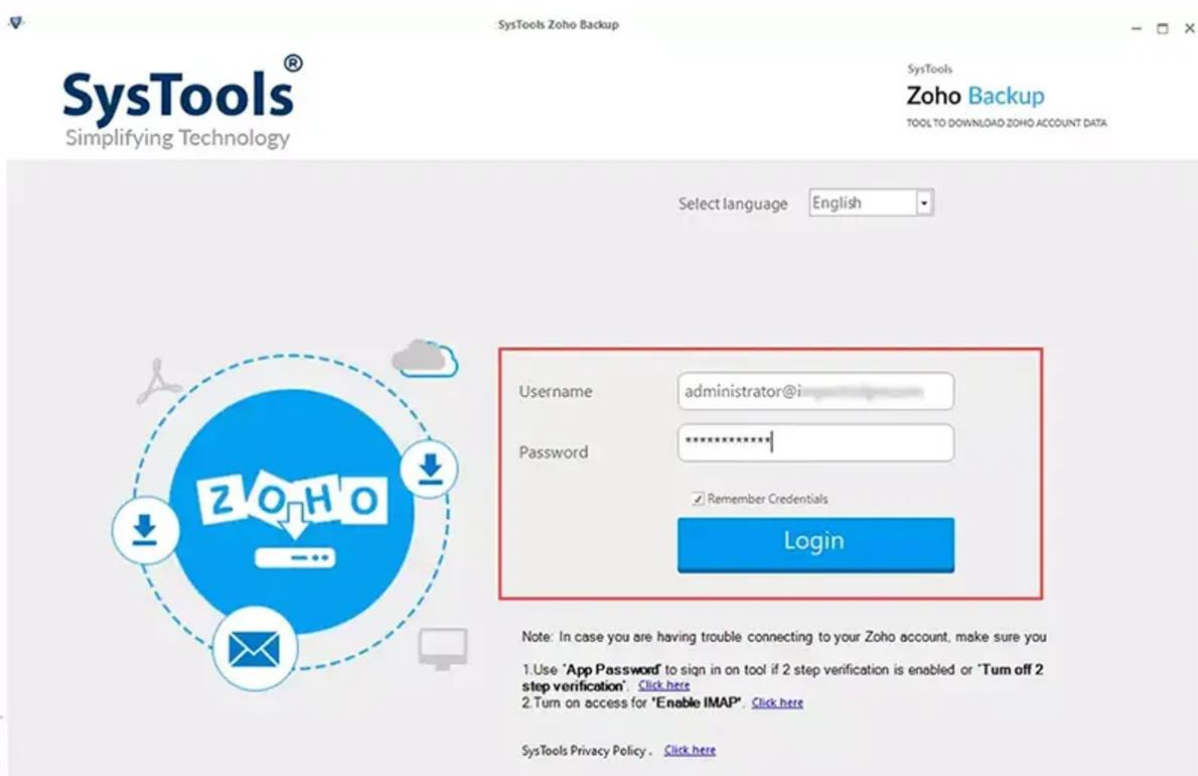 SysTools Zoho Backup
SysTools®
Simplifying Technology
SysTools
Zoho Backup
TOOL TO DOWNLOAD ZOHO ACCOUNT DATA
Select language English
Username administrator@i
Password ************
Remember Credentials
Login
ZOHO
Note: In case you are having trouble connecting to your Zoho account, make sure you
1.Use "App Password" to sign in on tool if 2 step verification is enabled or "Turn off 2
step verification". Click here
2.Turn on access for "Enable IMAP". Click here
SysTools Privacy Policy. Click here